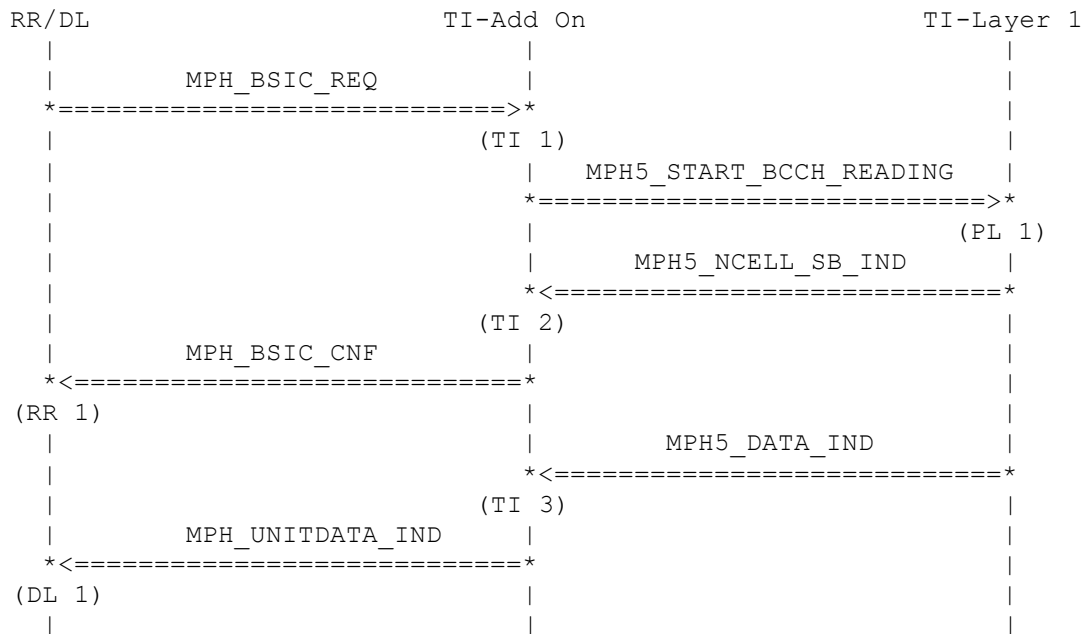 RR/DL TI-Add On TI-Layer 1
MPH_BSIC_REQ
(TI 1)
MPH5_START_BCCH_READING
(PL 1)
MPH5_NCELL_SB_IND
(TI 2)
MPH_BSIC_CNF
(RR 1)
MPH5_DATA_IND
(TI 3)
MPH_UNITDATA_IND
(DL 1)